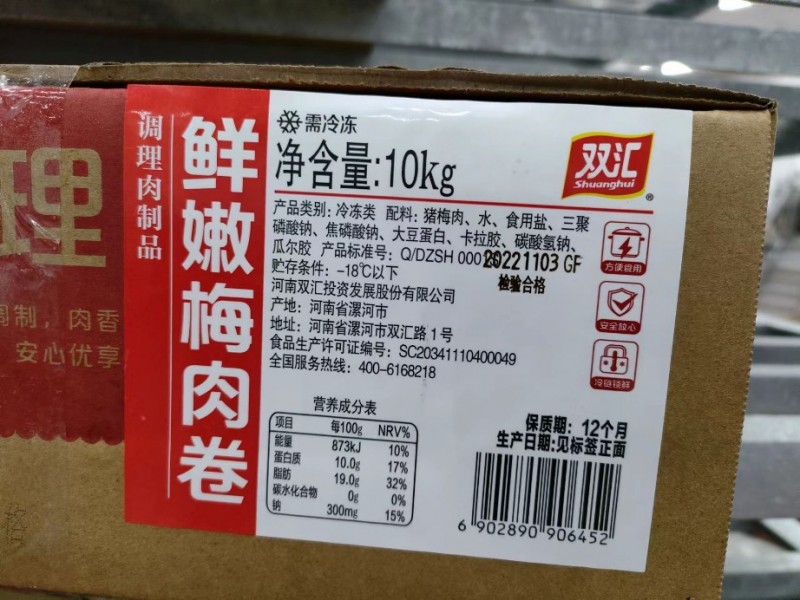 理
调制，肉香
安心优享
调理肉制品
鲜嫩梅肉卷
需冷冻
净含量:10kg
双汇
Shuanghui
®
产品类别: 冷冻类 配料: 猪梅肉、水、食用盐、三聚
磷酸钠、焦磷酸钠、大豆蛋白、卡拉胶、碳酸氢钠、
瓜尔胶 产品标准号: Q/DZSH 000
20221103 GF
检验合格
贮存条件: -18℃以下
河南双汇投资发展股份有限公司
产地: 河南省漯河市
地址: 河南省漯河市双汇路1号
食品生产许可证编号: SC20341110400049
全国服务热线: 400-6168218
方便食用
安全放心
冷链锁鲜
营养成分表
项目 每100g NRV%
能量 873kJ 10%
蛋白质 10.0g 17%
脂肪 19.0g 32%
碳水化合物 0g 0%
钠 300mg 15%
保质期: 12个月
生产日期:见标签正面
6 902890 906452